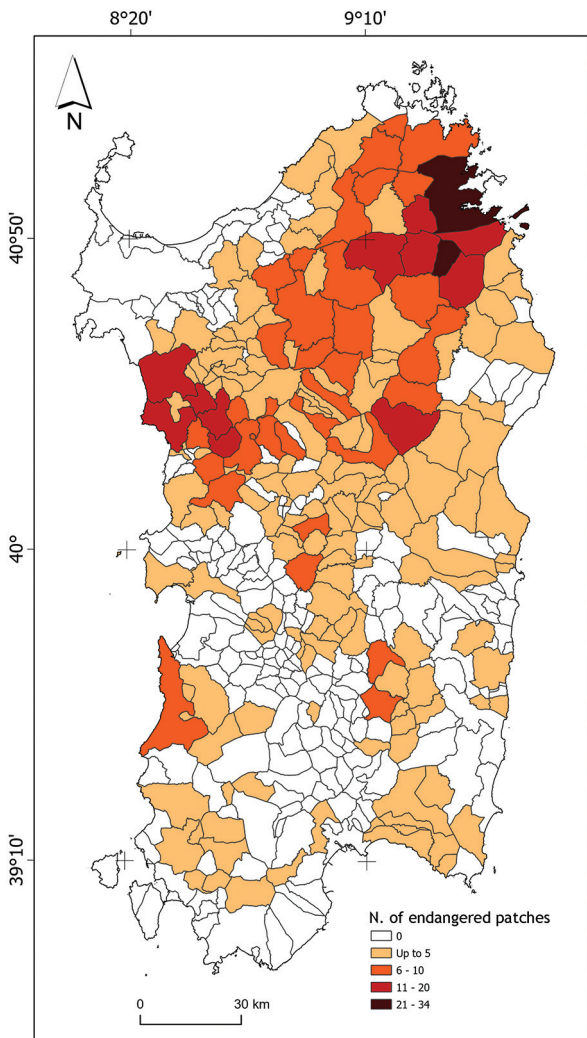 8°20' 9°10'
N
40°50'
40°
39°10'
N. of endangered patches
0
Up to 5
6 - 10
11 - 20
21 - 34
0 30 km